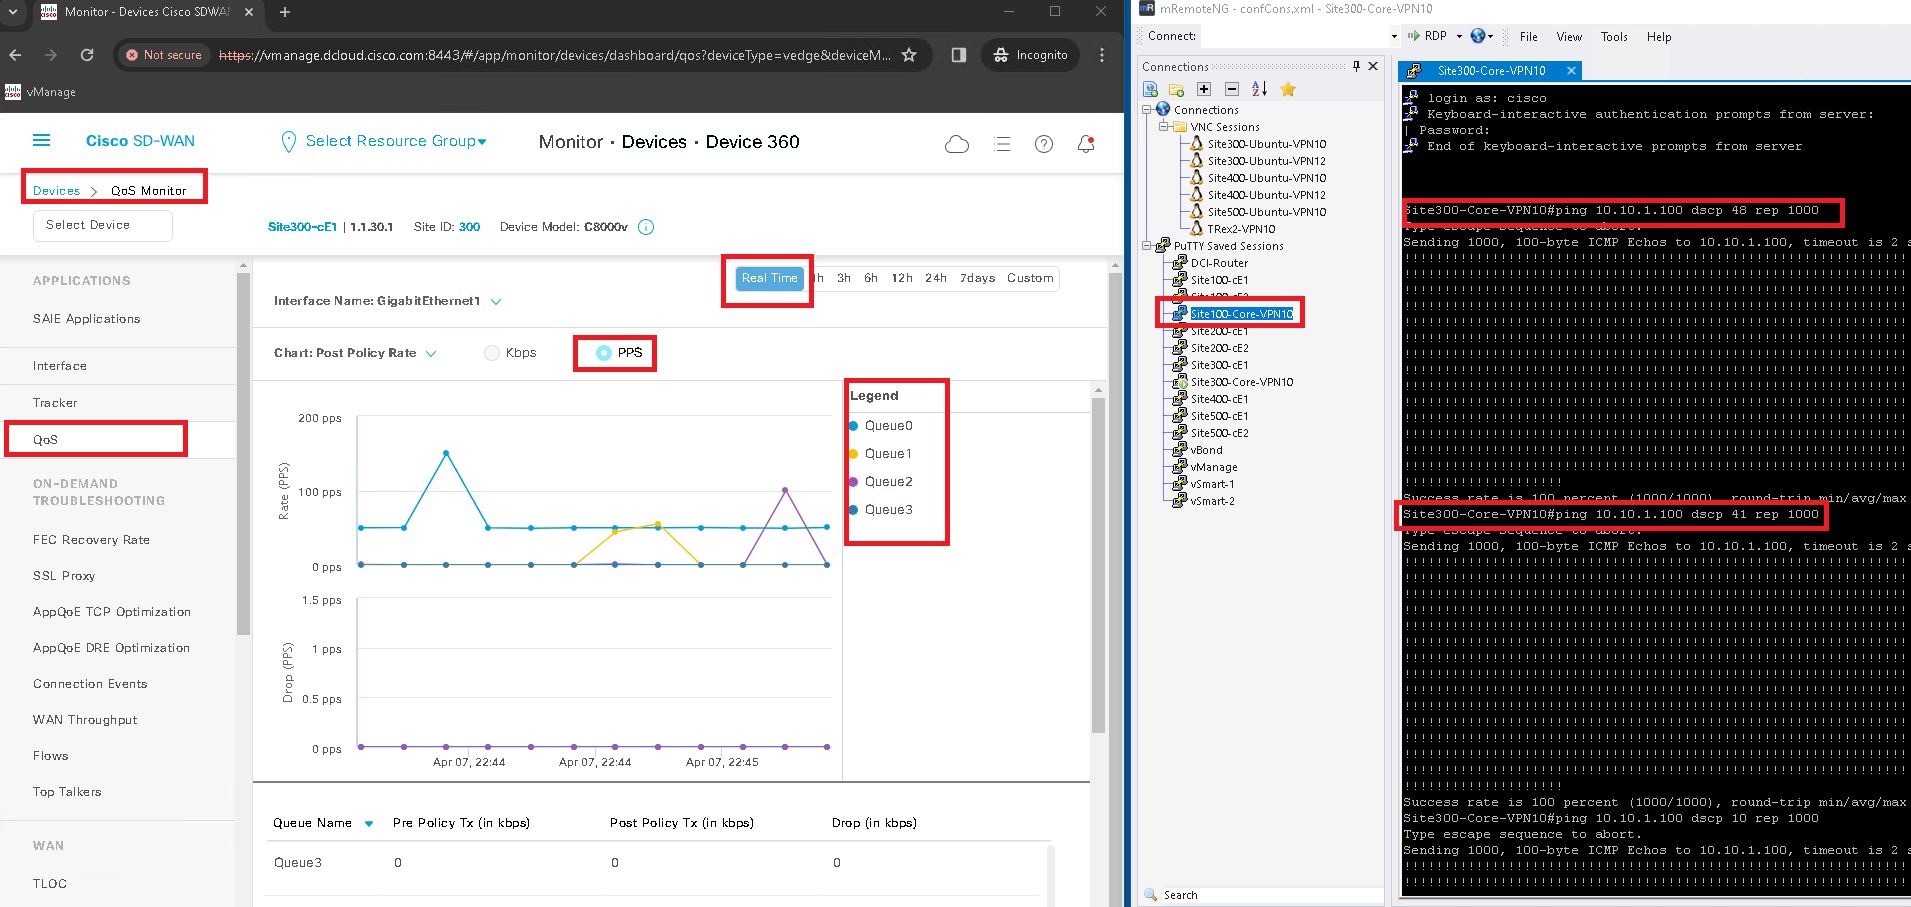 Monitor - Devices Cisco SDWAN
Not secure
https://vmanage.dcloud.cisco.com:8443/#/app/monitor/devices/dashboard/qos?deviceType=vedge&deviceM...
Incognito
vManage
Cisco SD-WAN
Select Resource Group
Monitor · Devices · Device 360
Devices > QoS Monitor
Select Device
Site300-cE1 | 1.1.30.1 Site ID: 300 Device Model: C8000v
APPLICATIONS
SAIE Applications
Interface
Tracker
QoS
ON-DEMAND
TROUBLESHOOTING
FEC Recovery Rate
SSL Proxy
AppQoE TCP Optimization
AppQoE DRE Optimization
Connection Events
WAN Throughput
Flows
Top Talkers
WAN
TLOC
Real Time 1h 3h 6h 12h 24h 7days Custom
Interface Name: GigabitEthernet1
Chart: Post Policy Rate Kbps PPS
Rate (PPS)
200 pps
100 pps
0 pps
Drop (PPS)
1.5 pps
1 pps
0.5 pps
0 pps
Apr 07, 22:44 Apr 07, 22:44 Apr 07, 22:45
Legend
Queue0
Queue1
Queue2
Queue3
Queue Name Pre Policy Tx (in kbps) Post Policy Tx (in kbps) Drop (in kbps)
Queue3 0 0 0
mRemoteNG - confCons.xml - Site300-Core-VPN10
Connect: RDP File View Tools Help
Connections
Connections
VNC Sessions
Site300-Ubuntu-VPN10
Site300-Ubuntu-VPN12
Site400-Ubuntu-VPN10
Site400-Ubuntu-VPN12
Site500-Ubuntu-VPN10
TRex2-VPN10
PuTTY Saved Sessions
DCI-Router
Site100-cE1
Site100-cE2
Site100-Core-VPN10
Site200-cE1
Site200-cE2
Site300-cE1
Site300-Core-VPN10
Site400-cE1
Site500-cE1
Site500-cE2
vBond
vManage
vSmart-1
vSmart-2
Search
Site300-Core-VPN10
login as: cisco
Keyboard-interactive authentication prompts from server:
| Password:
End of keyboard-interactive prompts from server
Site300-Core-VPN10#ping 10.10.1.100 dscp 48 rep 1000
Type escape sequence to abort.
Sending 1000, 100-byte ICMP Echos to 10.10.1.100, timeout is 2 s
Success rate is 100 percent (1000/1000), round-trip min/avg/max
Site300-Core-VPN10#ping 10.10.1.100 dscp 41 rep 1000
Type escape sequence to abort.
Sending 1000, 100-byte ICMP Echos to 10.10.1.100, timeout is 2 s
Success rate is 100 percent (1000/1000), round-trip min/avg/max
Site300-Core-VPN10#ping 10.10.1.100 dscp 10 rep 1000
Type escape sequence to abort.
Sending 1000, 100-byte ICMP Echos to 10.10.1.100, timeout is 2 s